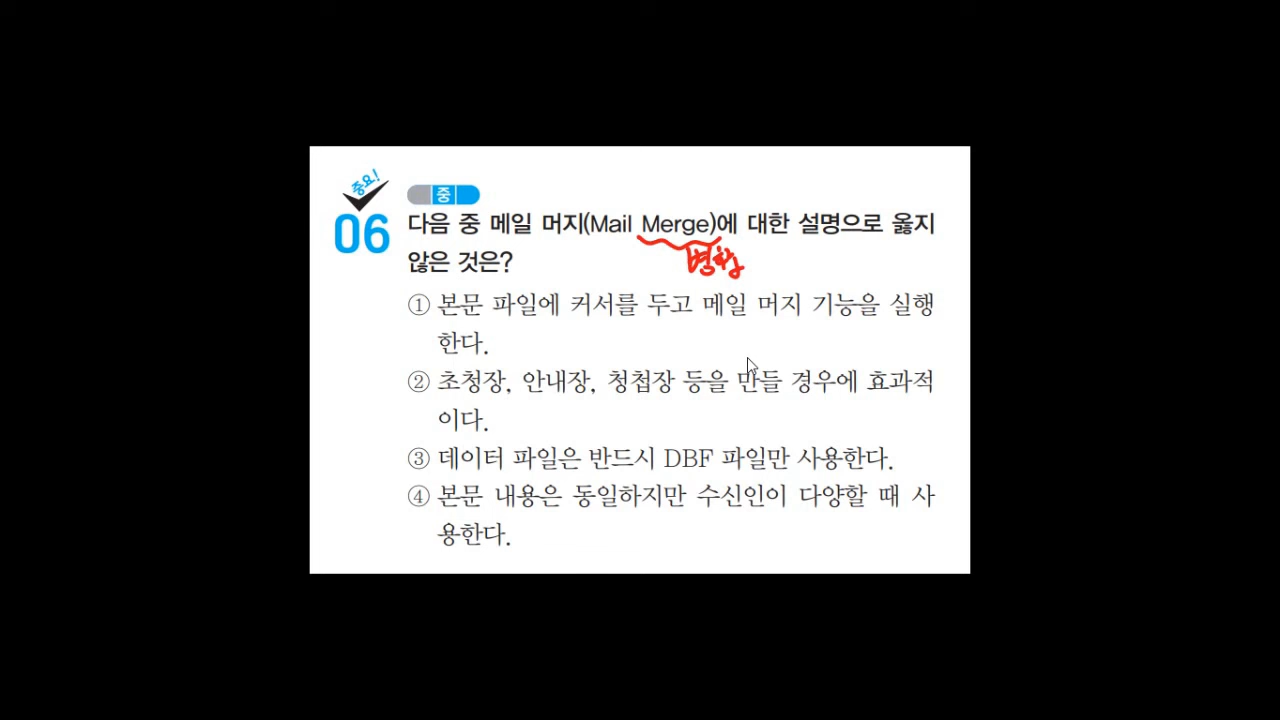 중요!
중
06 다음 중 메일 머지(Mail Merge)에 대한 설명으로 옳지
병합
않은 것은?
① 본문 파일에 커서를 두고 메일 머지 기능을 실행
한다.
② 초청장, 안내장, 청첩장 등을 만들 경우에 효과적
이다.
③ 데이터 파일은 반드시 DBF 파일만 사용한다.
④ 본문 내용은 동일하지만 수신인이 다양할 때 사
용한다.